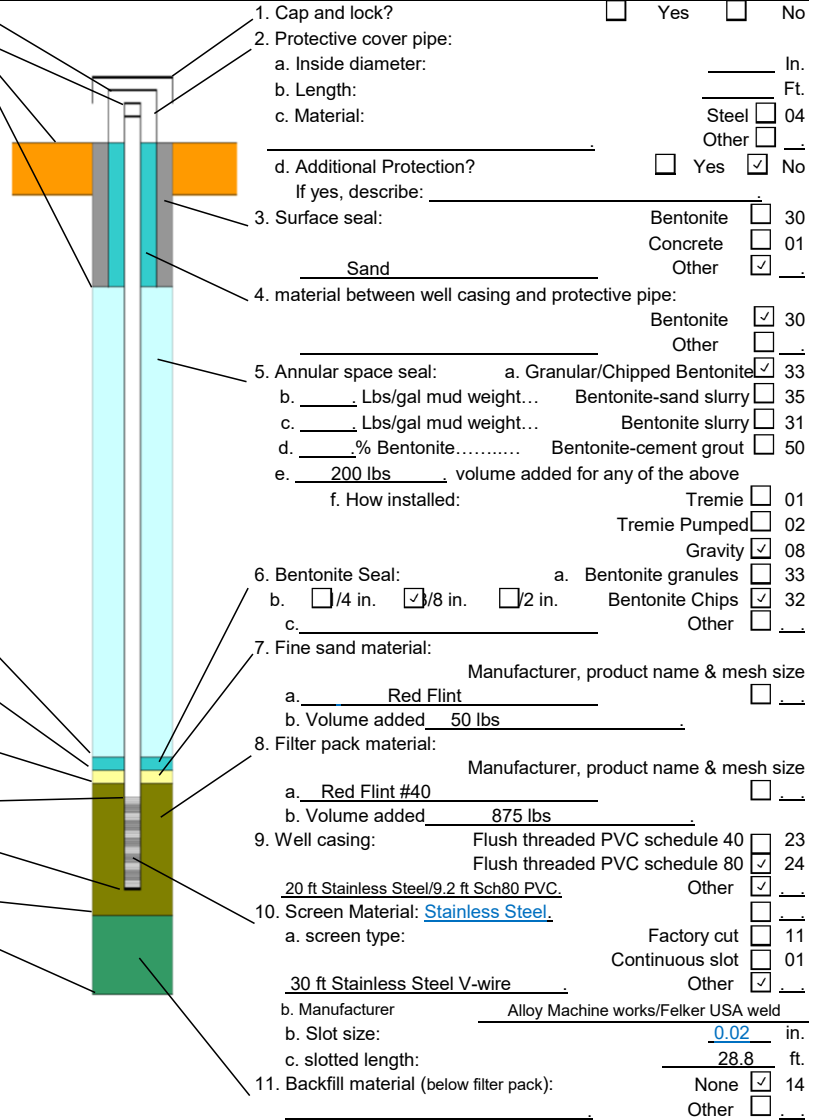 1. Cap and lock? Yes No
2. Protective cover pipe:
a. Inside diameter: In.
b. Length: Ft.
c. Material: Steel 04
Other .
d. Additional Protection? Yes ✓ No
If yes, describe: .
3. Surface seal: Bentonite 30
Concrete 01
Sand Other ✓ .
4. material between well casing and protective pipe:
Bentonite ✓ 30
Other .
5. Annular space seal: a. Granular/Chipped Bentonite ✓ 33
b. . Lbs/gal mud weight… Bentonite-sand slurry 35
c. . Lbs/gal mud weight… Bentonite slurry 31
d. .% Bentonite……..… Bentonite-cement grout 50
e. 200 lbs . volume added for any of the above
f. How installed: Tremie 01
Tremie Pumped 02
Gravity ✓ 08
6. Bentonite Seal: a. Bentonite granules 33
b. /4 in. ✓ 3/8 in. /2 in. Bentonite Chips ✓ 32
c. Other . .
7. Fine sand material:
Manufacturer, product name & mesh size
a. Red Flint . .
b. Volume added 50 lbs .
8. Filter pack material:
Manufacturer, product name & mesh size
a. Red Flint #40 . .
b. Volume added 875 lbs .
9. Well casing: Flush threaded PVC schedule 40 23
Flush threaded PVC schedule 80 ✓ 24
20 ft Stainless Steel/9.2 ft Sch80 PVC. Other ✓ . .
10. Screen Material: Stainless Steel. . .
a. screen type: Factory cut 11
Continuous slot 01
30 ft Stainless Steel V-wire . Other ✓ . .
b. Manufacturer Alloy Machine works/Felker USA weld
b. Slot size: 0.02 in.
c. slotted length: 28.8 ft.
11. Backfill material (below filter pack): None ✓ 14
. Other . .